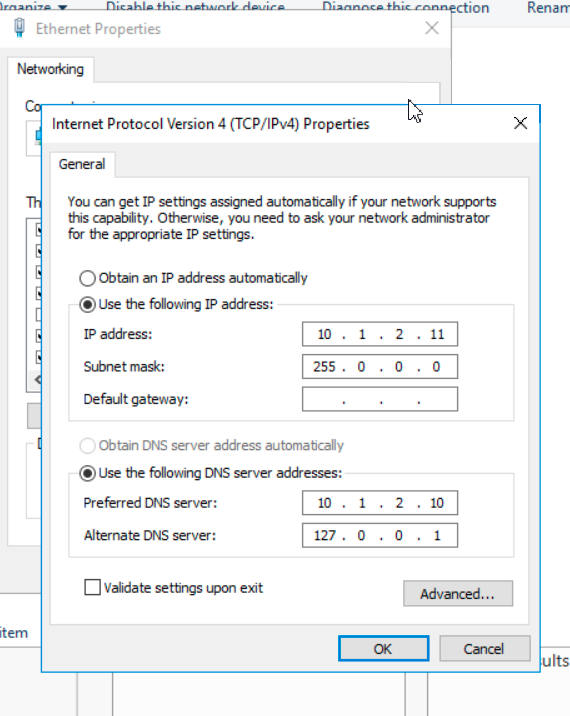 Disable this network device
Diagnose this connection
Ethernet Properties
Networking
Internet Protocol Version 4 (TCP/IPv4) Properties
General
You can get IP settings assigned automatically if your network supports
this capability. Otherwise, you need to ask your network administrator
for the appropriate IP settings.
Obtain an IP address automatically
Use the following IP address:
IP address:
10 . 1 . 2 . 11
Subnet mask:
255 . 0 . 0 . 0
Default gateway:
. . .
Obtain DNS server address automatically
Use the following DNS server addresses:
Preferred DNS server:
10 . 1 . 2 . 10
Alternate DNS server:
127 . 0 . 0 . 1
Validate settings upon exit
Advanced...
item
OK
Cancel